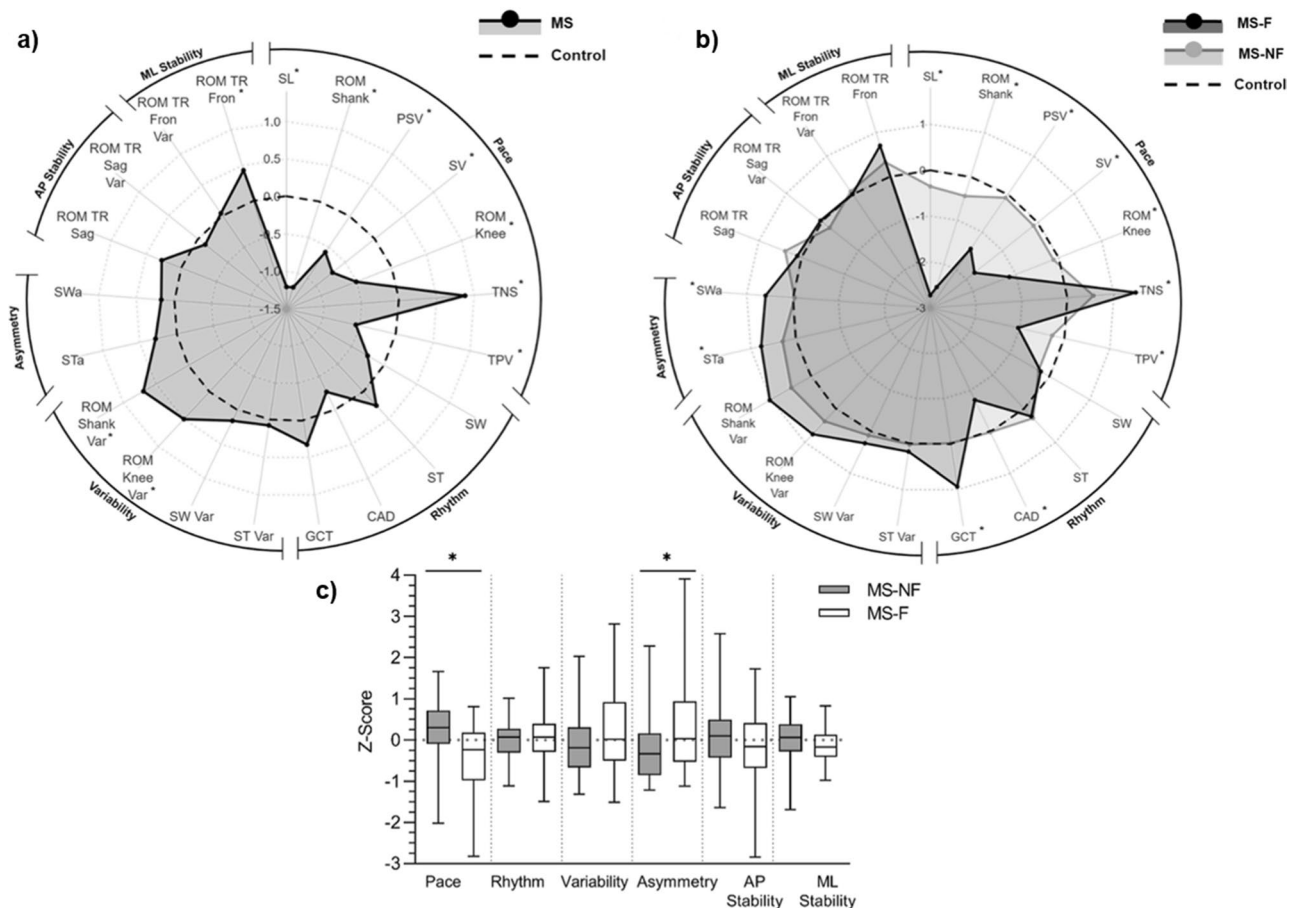 a)
MS
Control
ML Stability
AP Stability
Asymmetry
Variability
Rhythm
Pace
SL*
ROM
Shank*
PSV*
SV*
ROM*
Knee
TNS*
TPV*
SW
ST
CAD
GCT
ST Var
SW Var
ROM
Knee
Var*
ROM
Shank
Var*
STa
SWa
ROM TR
Sag
ROM TR
Sag
Var
ROM TR
Fron
Var
ROM TR
Fron*
1.0
0.5
0.0
-0.5
-1.0
-1.5
b)
MS-F
MS-NF
Control
ML Stability
AP Stability
Asymmetry
Variability
Rhythm
Pace
SL*
ROM
Shank*
PSV*
SV*
ROM*
Knee
TNS*
TPV*
SW
ST
CAD*
GCT*
ST Var
SW Var
ROM
Knee
Var
ROM
Shank
Var
*STa
*SWa
ROM TR
Sag
ROM TR
Sag
Var
ROM TR
Fron
Var
ROM TR
Fron
1
0
-1
-2
-3
c)
* *
MS-NF
MS-F
Z-Score
4
3
2
1
0
-1
-2
-3
Pace Rhythm Variability Asymmetry AP ML
Stability Stability